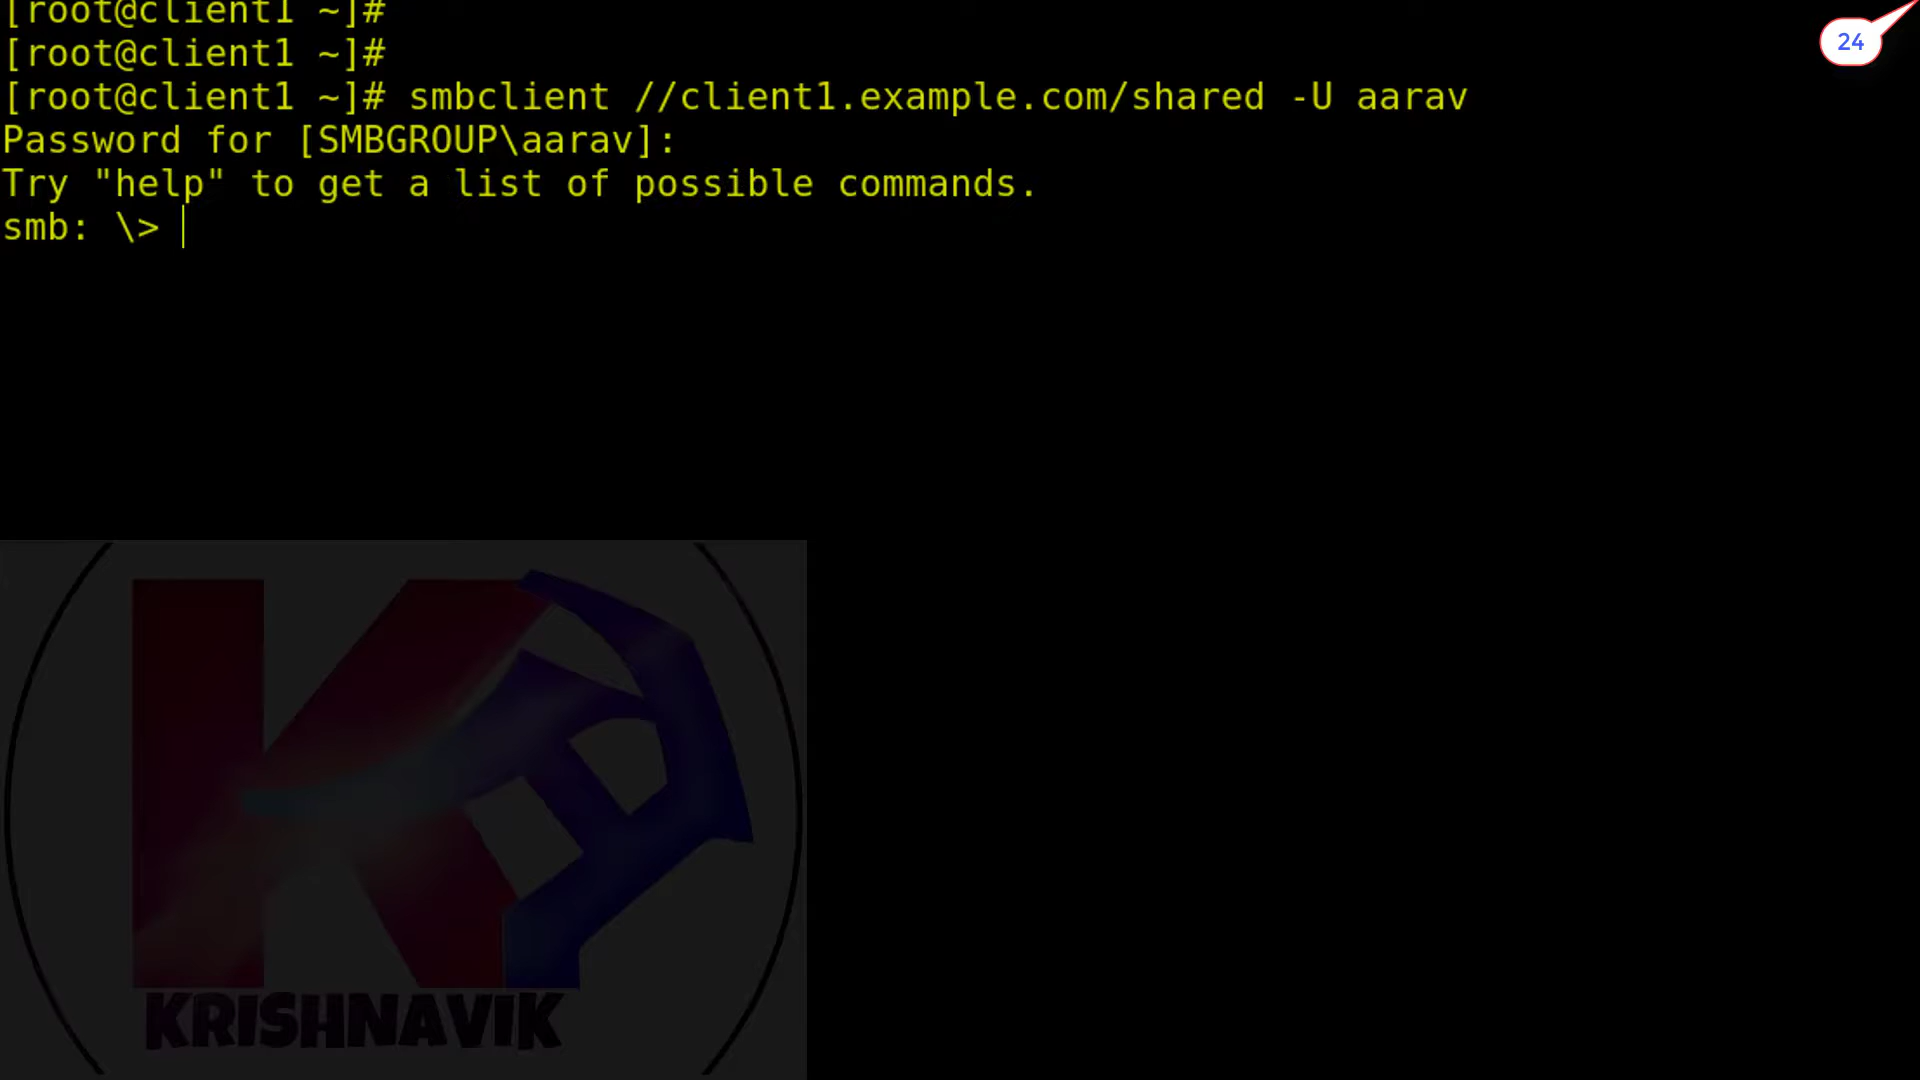 [root@client1 ~]#
[root@client1 ~]#
[root@client1 ~]# smbclient //client1.example.com/shared -U aarav
Password for [SMBGROUP\aarav]:
Try "help" to get a list of possible commands.
smb: \>
24
KRISHNAVIK